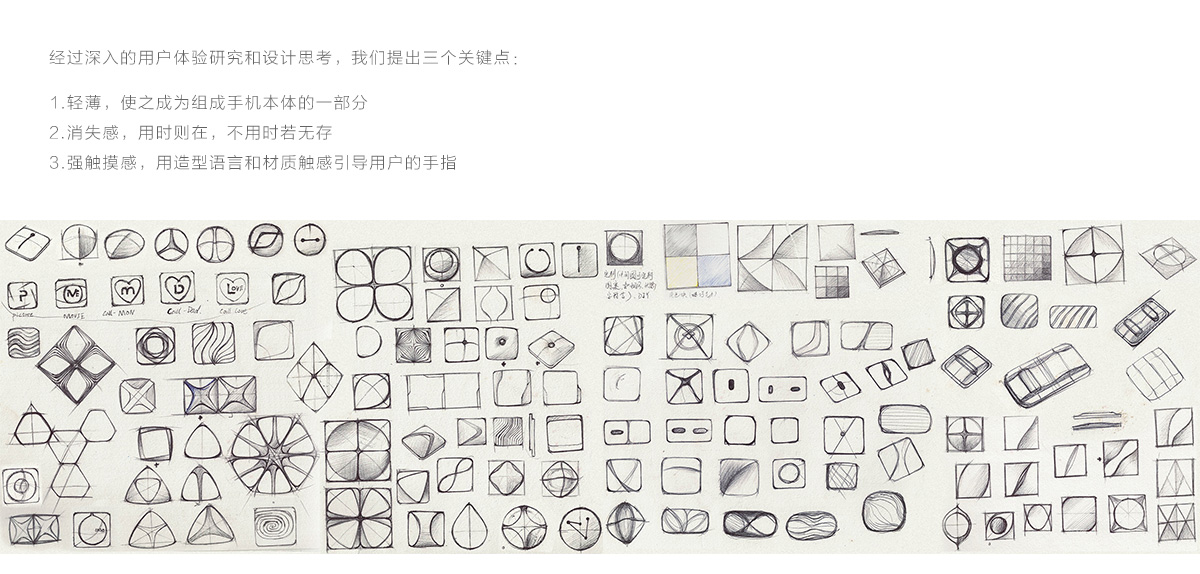 经过深入的用户体验研究和设计思考，我们提出三个关键点：
1.轻薄，使之成为组成手机本体的一部分
2.消失感，用时则在，不用时若无存
3.强触摸感，用造型语言和材质触感引导用户的手指
P
ME
M
D
Love
picture
Call-MON
Call-Dad
Call Love